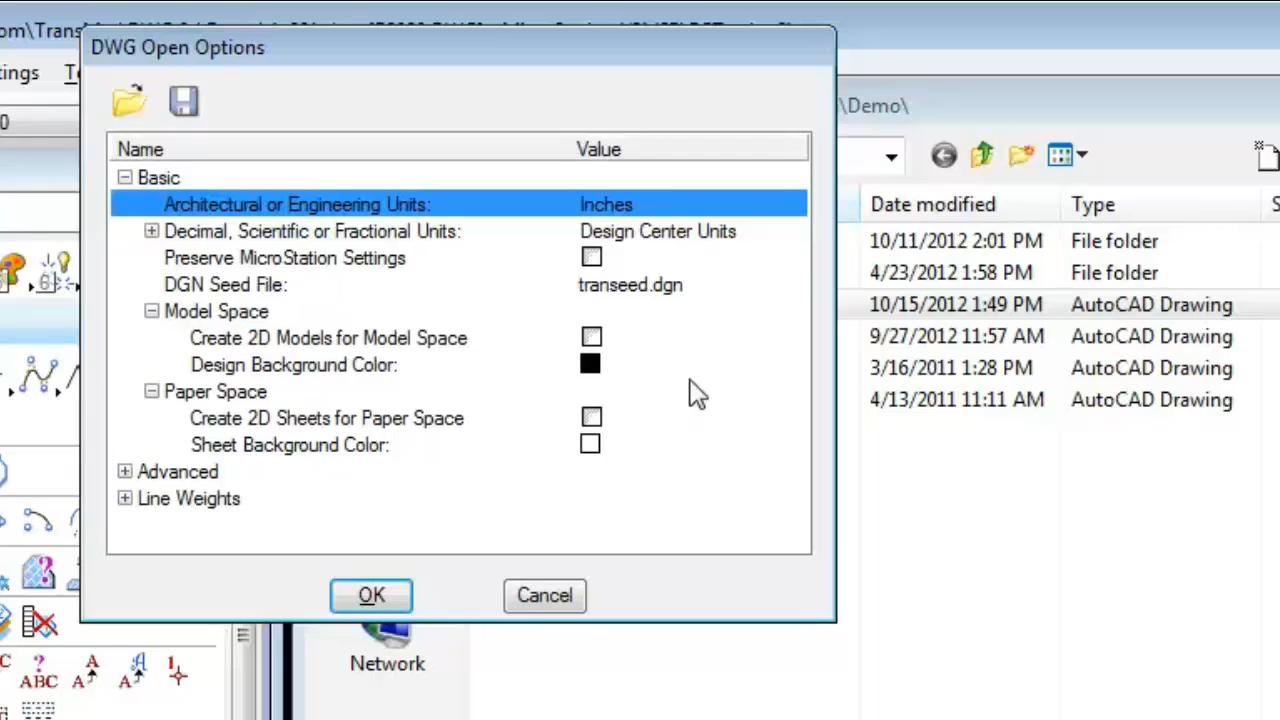 DWG Open Options
Name Value
Basic
Architectural or Engineering Units: Inches
Decimal, Scientific or Fractional Units: Design Center Units
Preserve MicroStation Settings
DGN Seed File: transeed.dgn
Model Space
Create 2D Models for Model Space
Design Background Color:
Paper Space
Create 2D Sheets for Paper Space
Sheet Background Color:
Advanced
Line Weights
OK Cancel
om\Trans
tings
0
\Demo\
Date modified Type S
10/11/2012 2:01 PM File folder
4/23/2012 1:58 PM File folder
10/15/2012 1:49 PM AutoCAD Drawing
9/27/2012 11:57 AM AutoCAD Drawing
3/16/2011 1:28 PM AutoCAD Drawing
4/13/2011 11:11 AM AutoCAD Drawing
Network
? A A 1
ABC A A